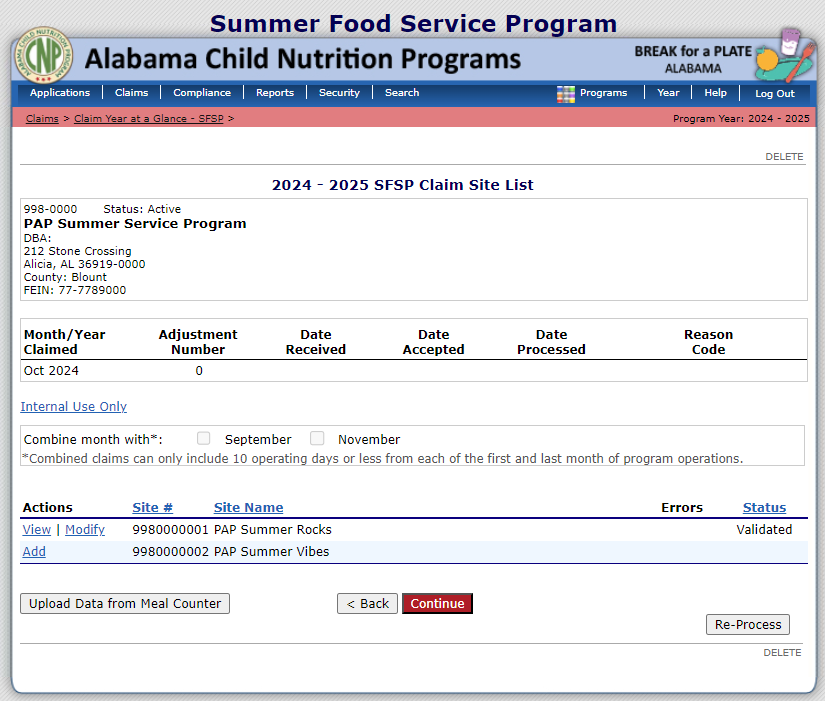 Summer Food Service Program
CNP
Alabama Child Nutrition Programs
BREAK for a PLATE
ALABAMA
Applications Claims Compliance Reports Security Search Programs Year Help Log Out
Claims > Claim Year at a Glance - SFSP > Program Year: 2024 - 2025
DELETE
2024 - 2025 SFSP Claim Site List
998-0000 Status: Active
PAP Summer Service Program
DBA:
212 Stone Crossing
Alicia, AL 36919-0000
County: Blount
FEIN: 77-7789000
Month/Year Adjustment Date Date Date Reason
Claimed Number Received Accepted Processed Code
Oct 2024 0
Internal Use Only
Combine month with*: September November
*Combined claims can only include 10 operating days or less from each of the first and last month of program operations.
Actions Site # Site Name Errors Status
View | Modify 9980000001 PAP Summer Rocks Validated
Add 9980000002 PAP Summer Vibes
Upload Data from Meal Counter < Back Continue
Re-Process
DELETE